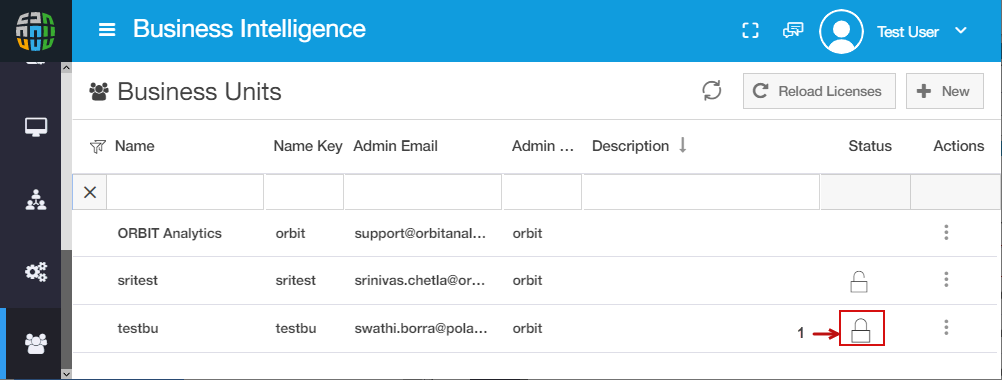 Business Intelligence
Test User
Business Units
Reload Licenses
New
Name Name Key Admin Email Admin ... Description Status Actions
ORBIT Analytics orbit support@orbitanal... orbit
sritest sritest srinivas.chetla@or... orbit
testbu testbu swathi.borra@pola... orbit
1